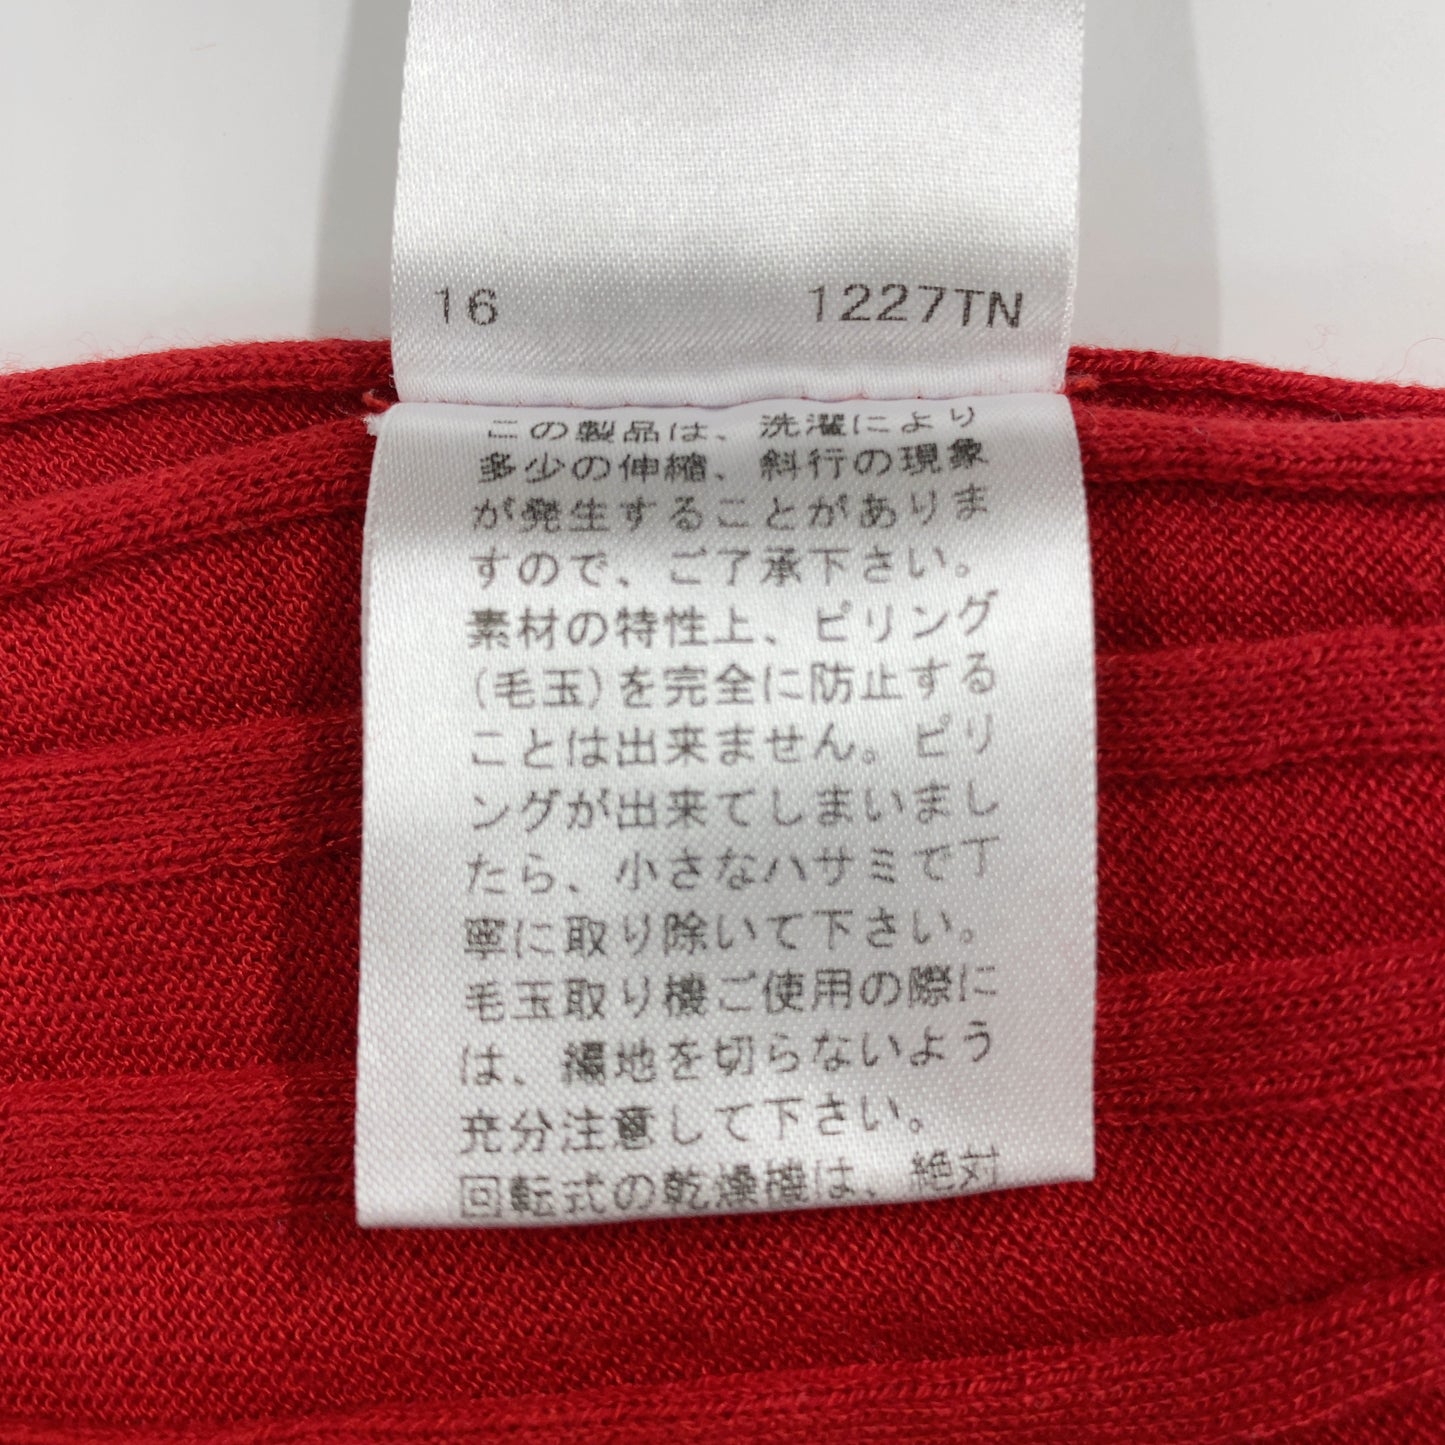 16 1227TN
この製品は、洗濯により
多少の伸縮、斜行の現象
が発生することがありま
すので、ご了承下さい。
素材の特性上、ピリング
(毛玉)を完全に防止する
ことは出来ません。ピリ
ングが出来てしまいまし
たら、小さなハサミで丁
寧に取り除いて下さい。
毛玉取り機ご使用の際に
は、編地を切らないよう
充分注意して下さい。
回転式の乾燥機は、絶対